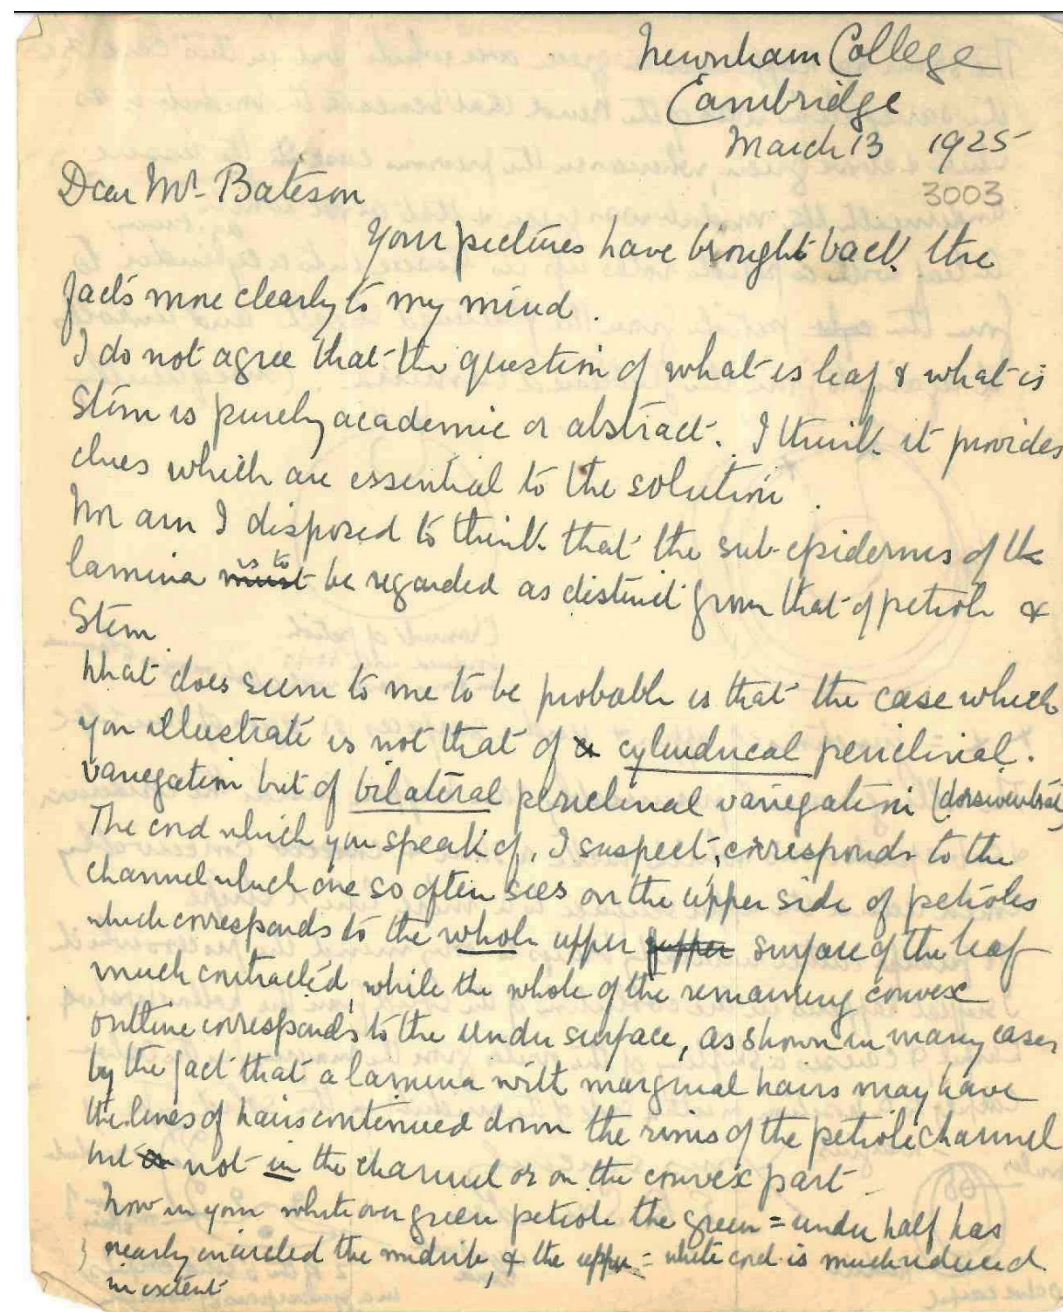 Newnham College
Cambridge
March 13 1925
3003
Dear Mr. Bateson
Your pictures have brought back the
facts more clearly to my mind.
I do not agree that the question of what is leaf & what is
Stem is purely academic or abstract. I think it provides
clues which are essential to the solution.
Nor am I disposed to think that the sub-epidermis of the
lamina must is to be regarded as distinct from that of petiole &
Stem
What does seem to me to be probable is that the case which
you illustrate is not that of a cylindrical periclinal.
variegation but of bilateral periclinal variegation (dorsiventral)
The cord which you speak of, I suspect, corresponds to the
channel which one so often sees on the upper side of petioles
which corresponds to the whole upper upper surface of the leaf
much contracted, while the whole of the remaining convex
outline corresponds to the under surface, as shown in many cases
by the fact that a lamina with marginal hairs may have
the lines of hairs continued down the rims of the petiole channel
but not in the channel or on the convex part -
Now in your white over green petiole the green = under half has
nearly encircled the midrib, & the upper = white cord is much reduced
in extent